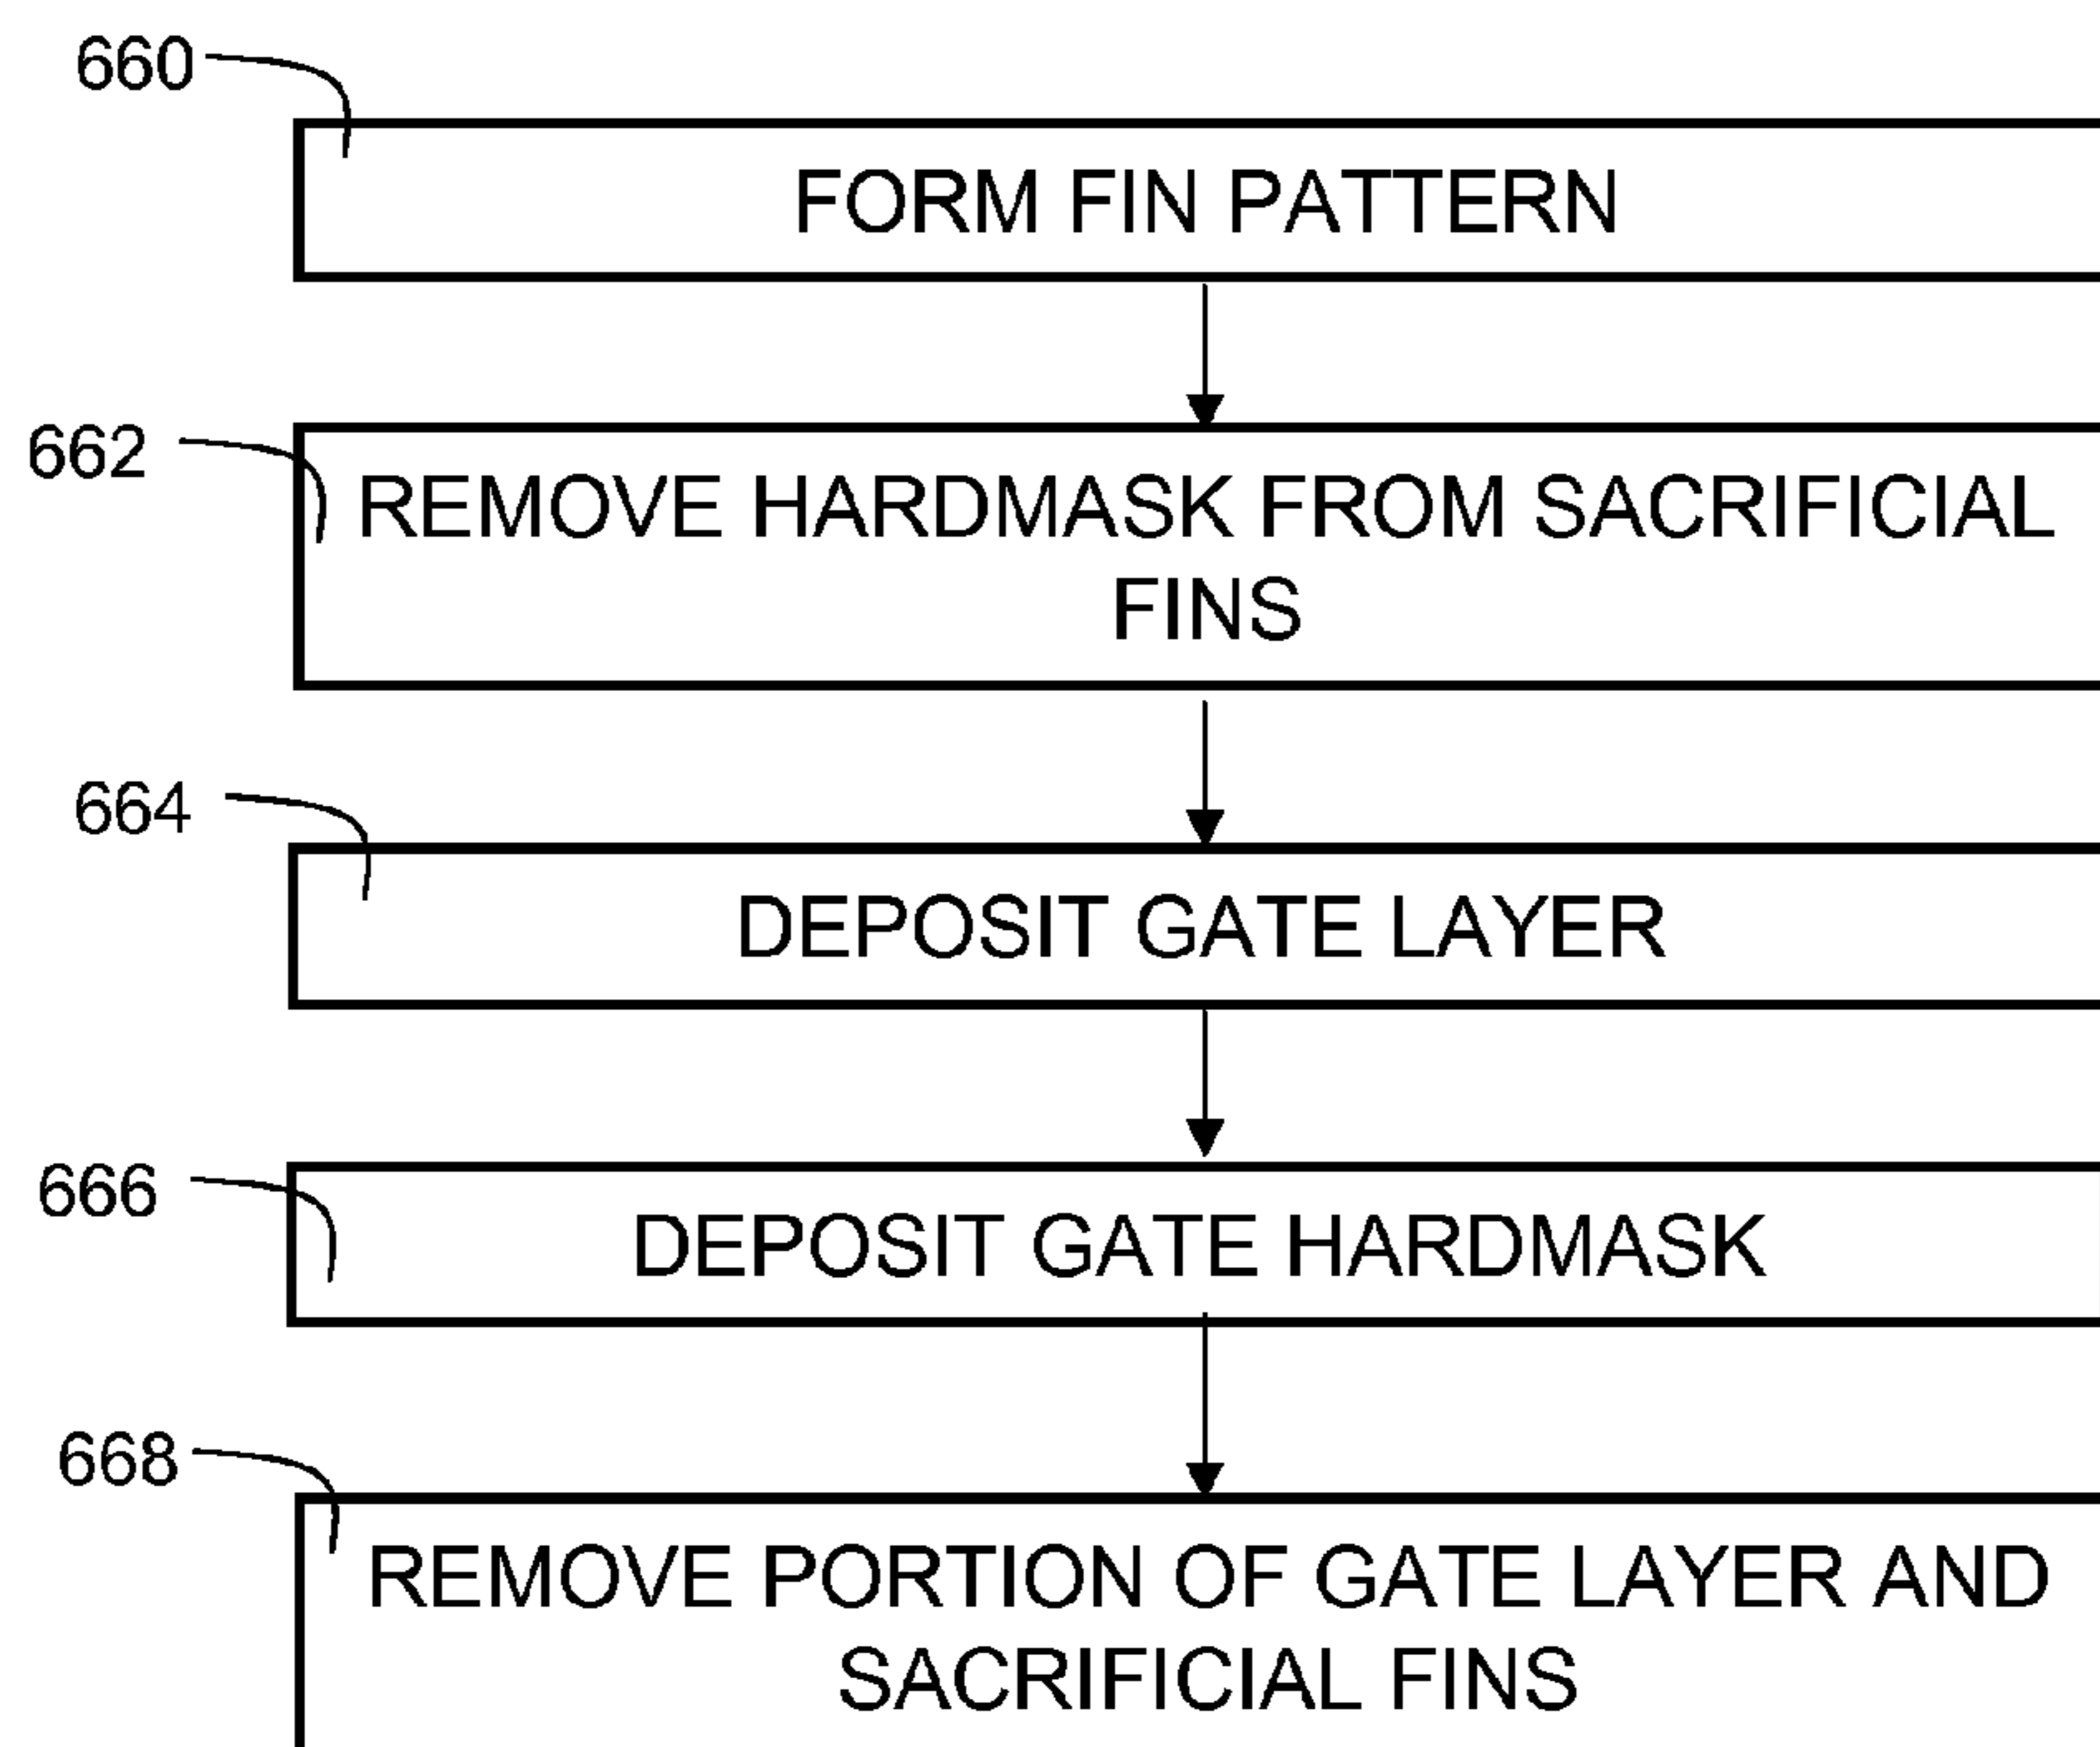 660
FORM FIN PATTERN
662
REMOVE HARDMASK FROM SACRIFICIAL
FINS
664
DEPOSIT GATE LAYER
666
DEPOSIT GATE HARDMASK
668
REMOVE PORTION OF GATE LAYER AND
SACRIFICIAL FINS